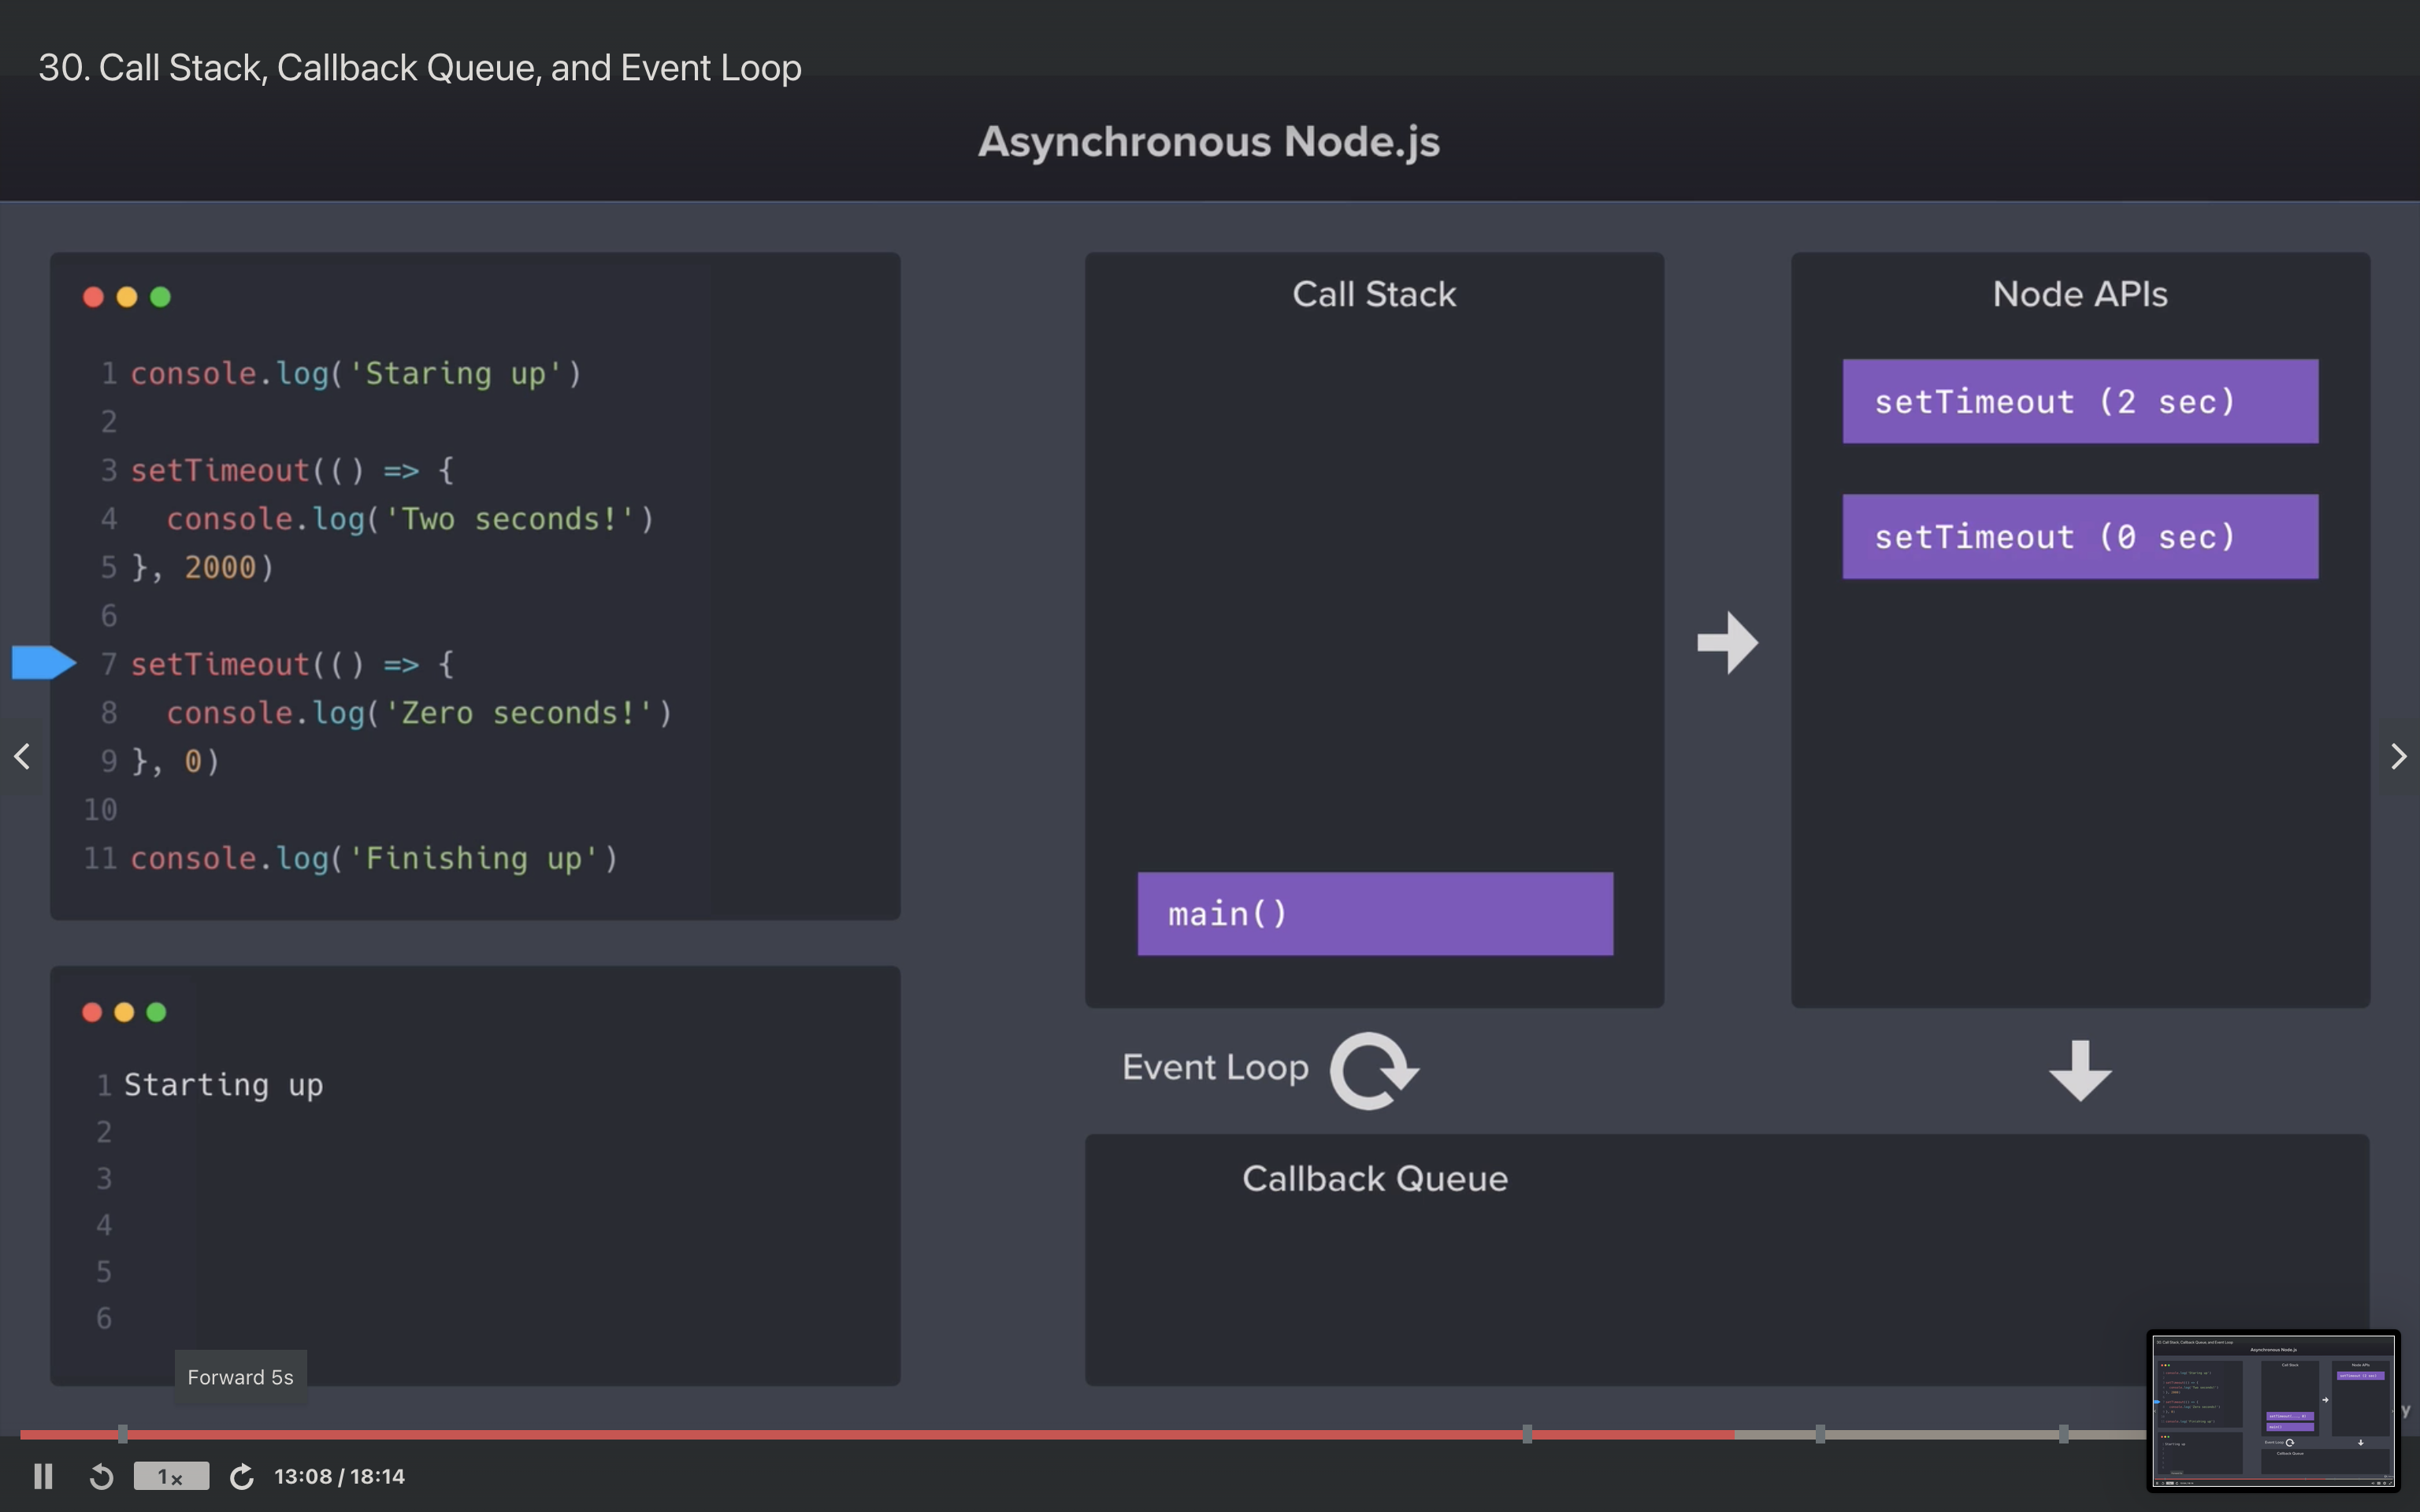 30. Call Stack, Callback Queue, and Event Loop
Asynchronous Node.js
1 console.log('Staring up')
2
3 setTimeout(() => {
4   console.log('Two seconds!')
5 }, 2000)
6
7 setTimeout(() => {
8   console.log('Zero seconds!')
9 }, 0)
10
11 console.log('Finishing up')
1 Starting up
2
3
4
5
6
Call Stack
main()
Node APIs
setTimeout (2 sec)
setTimeout (0 sec)
Event Loop
Callback Queue
Forward 5s
1x
13:08 / 18:14